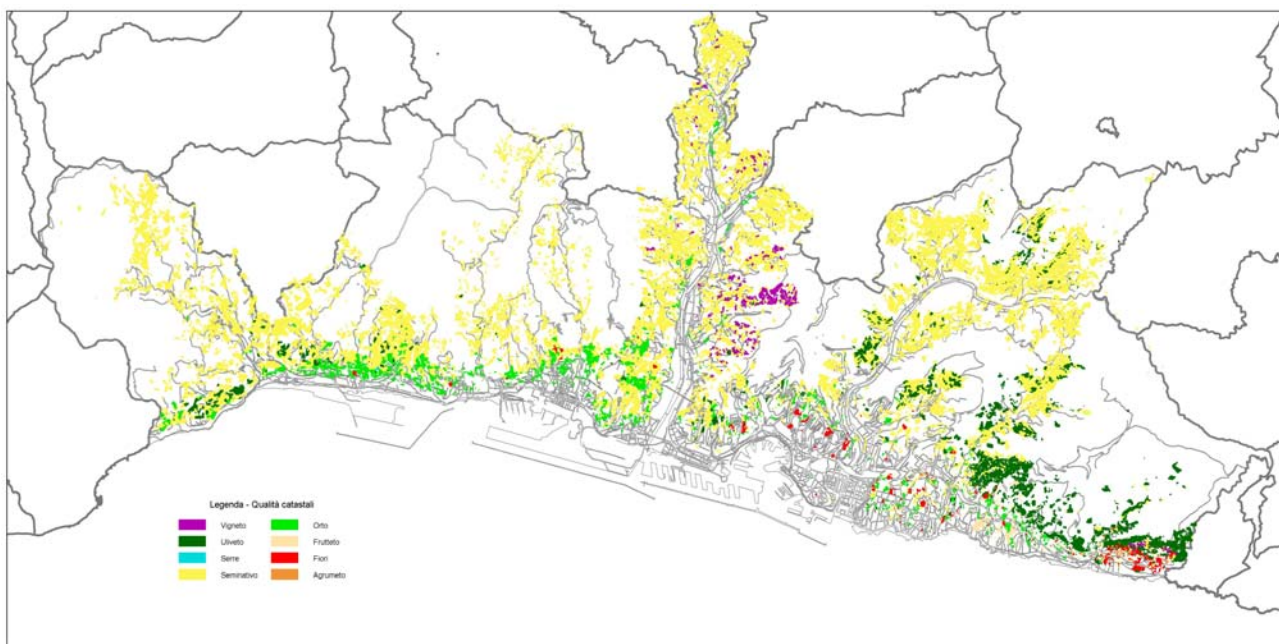 Legenda - Qualità catastali
Vigneto Orto
Uliveto Frutteto
Serre Fiori
Seminativo Agrumeto